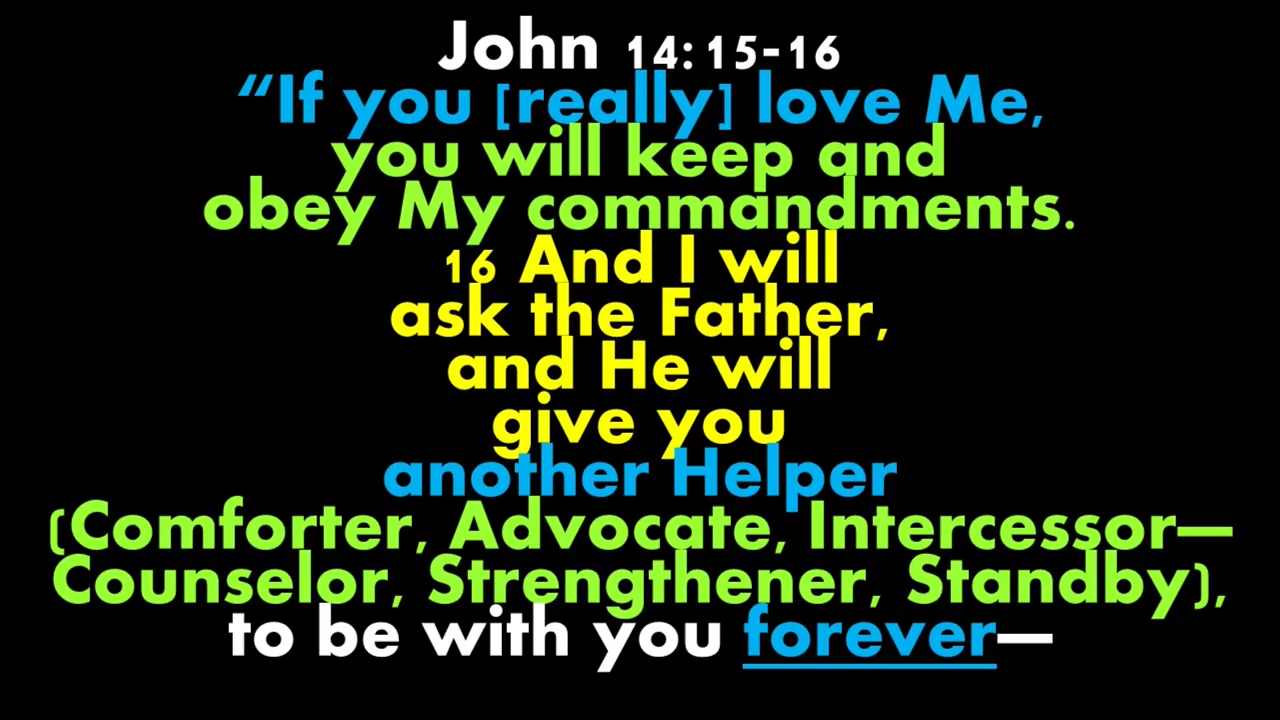 John 14:15-16
“If you [really] love Me,
you will keep and
obey My commandments.
16 And I will
ask the Father,
and He will
give you
another Helper
(Comforter, Advocate, Intercessor—
Counselor, Strengthener, Standby),
to be with you forever—